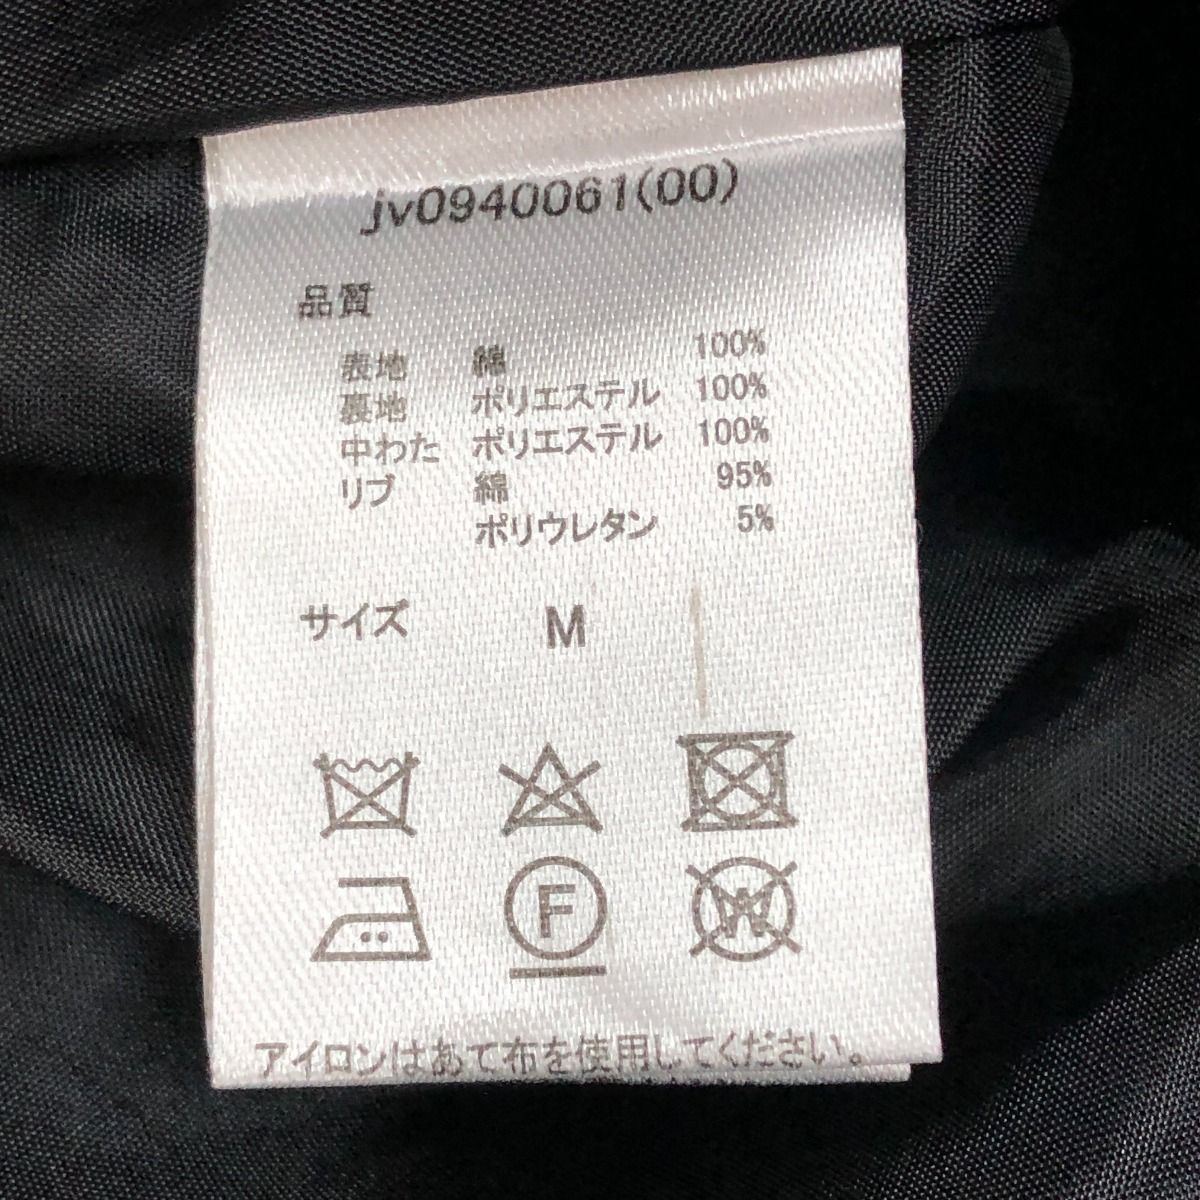 jv0940061(00)
品質
表地 綿 100%
裏地 ポリエステル 100%
中わた ポリエステル 100%
リブ 綿 95%
ポリウレタン 5%
サイズ M
F W
アイロンはあて布を使用してください。